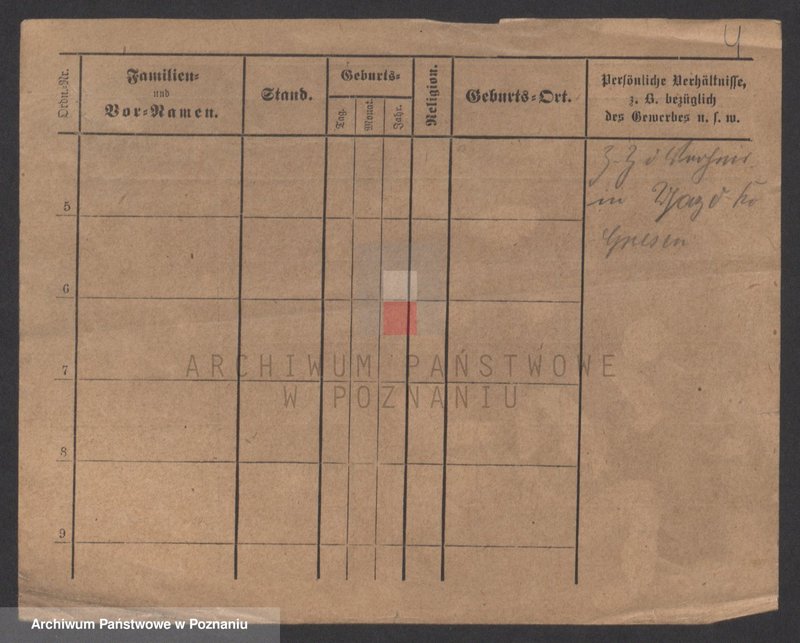 4
Ordn.-Nr.
Familien-
und
Vor-Namen.
Stand.
Geburts-
Tag.
Monat.
Jahr.
Religion.
Geburts-Ort.
Persönliche Verhältnisse,
z. B. bezüglich
des Gewerbes u. s. w.
in
Gnesen
5
6
7
8
9
ARCHIWUM PAŃSTWOWE
W POZNANIU
Archiwum Państwowe w Poznaniu